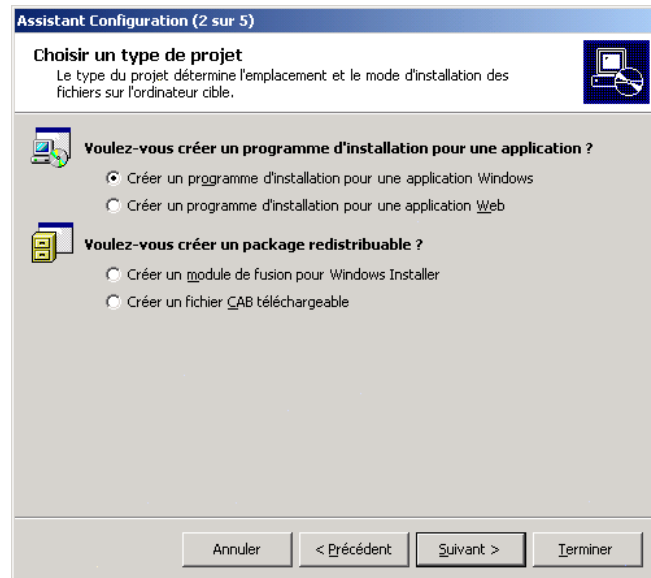 Assistant Configuration (2 sur 5)
Choisir un type de projet
Le type du projet détermine l'emplacement et le mode d'installation des
fichiers sur l'ordinateur cible.
Voulez-vous créer un programme d'installation pour une application ?
Créer un programme d'installation pour une application Windows
Créer un programme d'installation pour une application Web
Voulez-vous créer un package redistribuable ?
Créer un module de fusion pour Windows Installer
Créer un fichier CAB téléchargeable
Annuler
< Précédent
Suivant >
Terminer